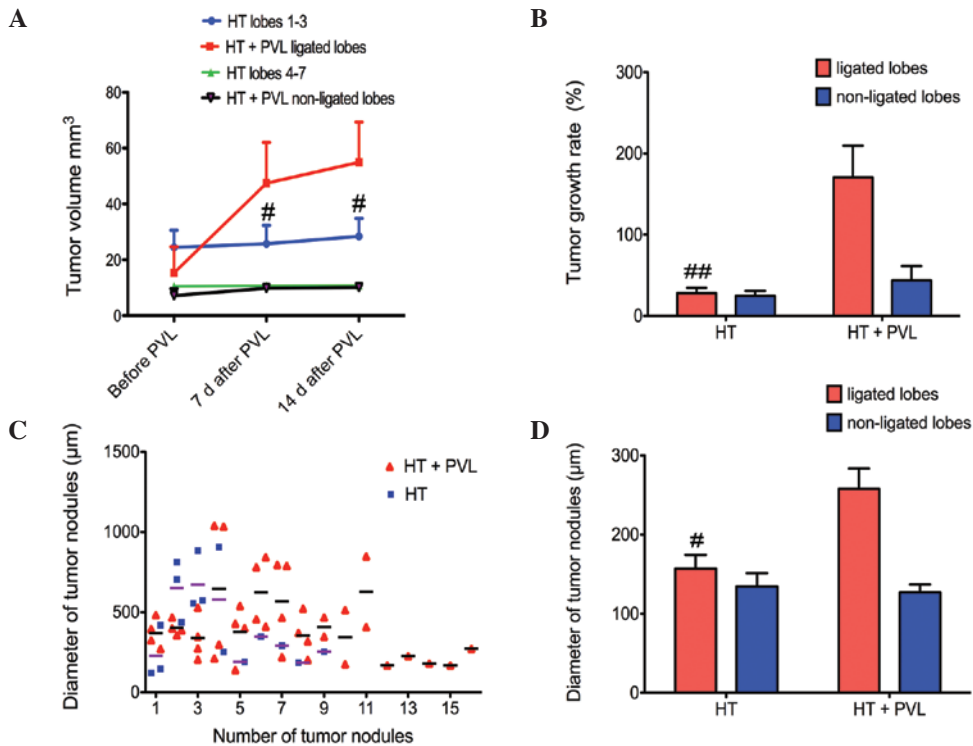 A
HT lobes 1-3
HT + PVL ligated lobes
HT lobes 4-7
HT + PVL non-ligated lobes
Tumor volume mm³
80
60
40
20
0
#
#
Before PVL
7 d after PVL
14 d after PVL
B
ligated lobes
non-ligated lobes
Tumor growth rate (%)
300
200
100
0
##
HT
HT + PVL
C
HT + PVL
HT
Diameter of tumor nodules (μm)
1500
1000
500
0
1
3
5
7
9
11
13
15
Number of tumor nodules
D
ligated lobes
non-ligated lobes
Diameter of tumor nodules (μm)
300
200
100
0
#
HT
HT + PVL